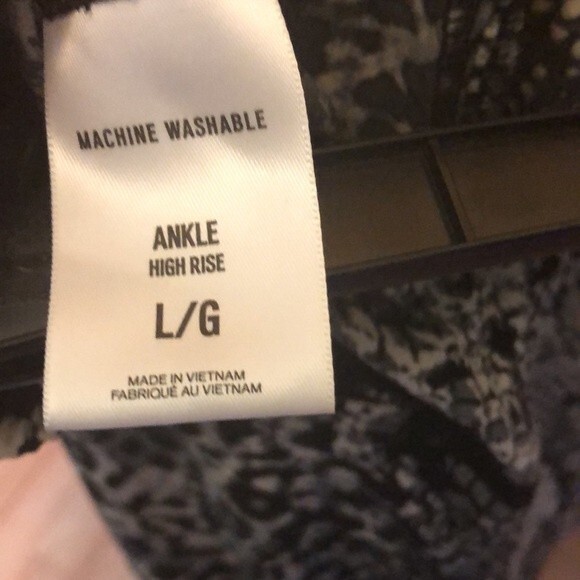 MACHINE WASHABLE
ANKLE
HIGH RISE
L/G
MADE IN VIETNAM
FABRIQUÉ AU VIETNAM